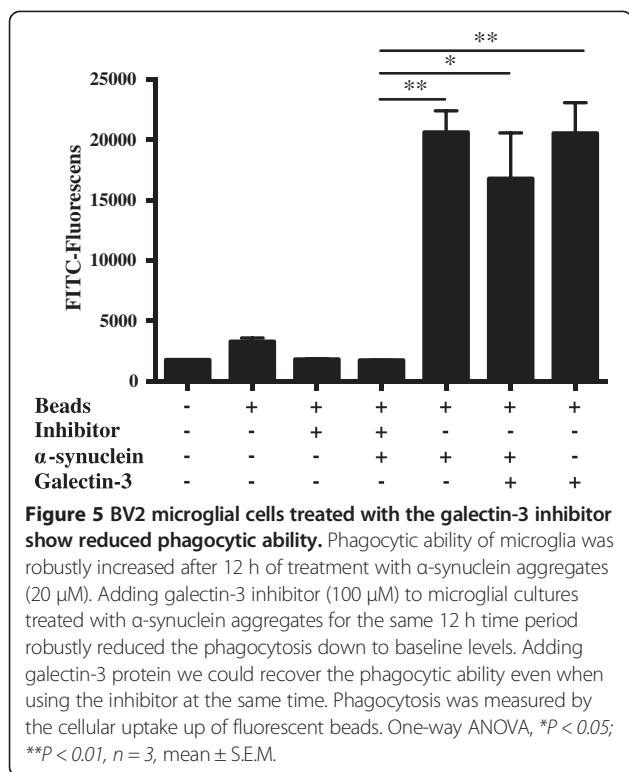 **
*
**
25000
20000
15000
10000
5000
0
FITC-Fluorescens
Beads - + + + + + +
Inhibitor - - + + - - -
α-synuclein - - - + + + -
Galectin-3 - - - - - + +
Figure 5 BV2 microglial cells treated with the galectin-3 inhibitor
show reduced phagocytic ability. Phagocytic ability of microglia was
robustly increased after 12 h of treatment with α-synuclein aggregates
(20 μM). Adding galectin-3 inhibitor (100 μM) to microglial cultures
treated with α-synuclein aggregates for the same 12 h time period
robustly reduced the phagocytosis down to baseline levels. Adding
galectin-3 protein we could recover the phagocytic ability even when
using the inhibitor at the same time. Phagocytosis was measured by
the cellular uptake up of fluorescent beads. One-way ANOVA, *P < 0.05;
**P < 0.01, n = 3, mean ± S.E.M.